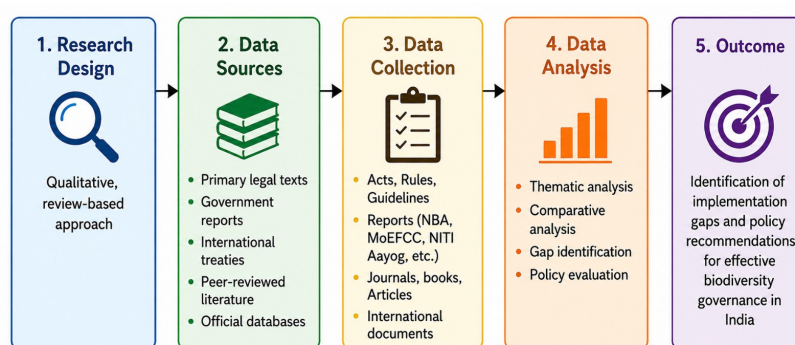 1. Research
Design
Qualitative,
review-based
approach
2. Data
Sources
• Primary legal texts
• Government
reports
• International
treaties
• Peer-reviewed
literature
• Official databases
3. Data
Collection
• Acts, Rules,
Guidelines
• Reports (NBA,
MoEFCC, NITI
Aayog, etc.)
• Journals, books,
Articles
• International
documents
4. Data
Analysis
• Thematic analysis
• Comparative
analysis
• Gap identification
• Policy evaluation
5. Outcome
Identification of
implementation
gaps and policy
recommendations
for effective
biodiversity
governance in
India